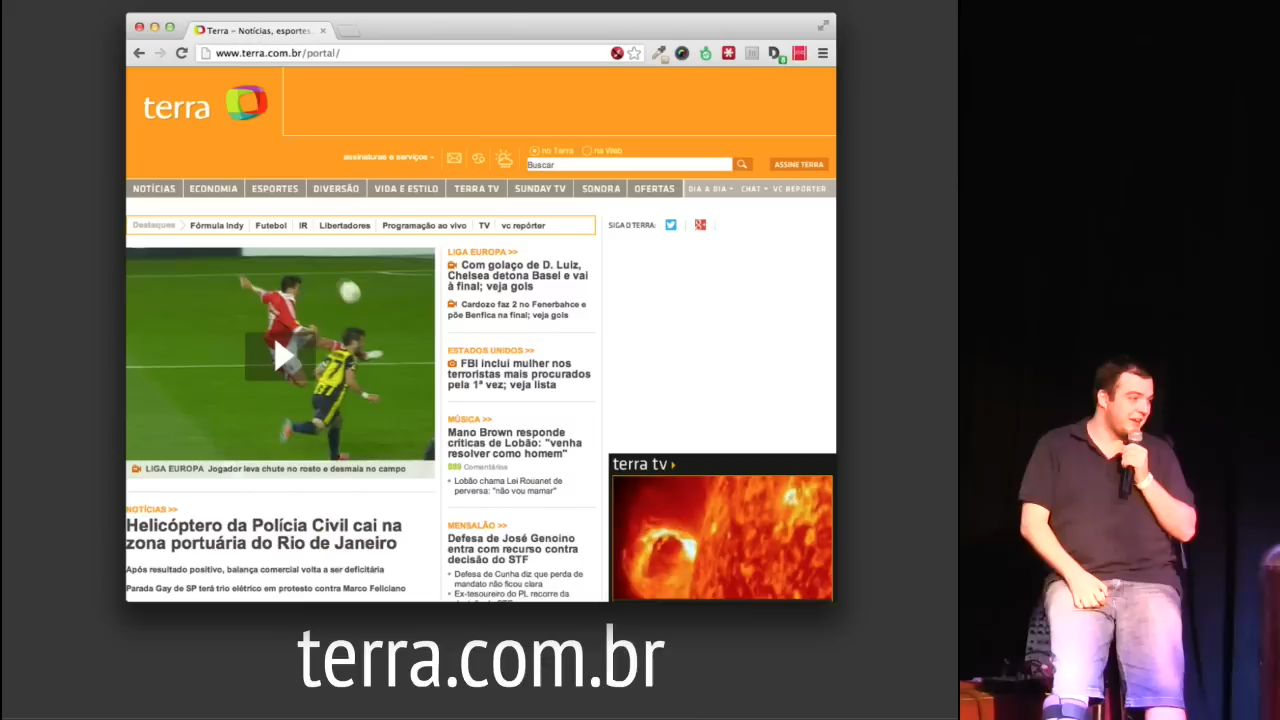 Terra – Notícias, esportes
www.terra.com.br/portal/
terra
assinaturas e serviços
no Terra
na Web
Buscar
ASSINE TERRA
NOTÍCIAS
ECONOMIA
ESPORTES
DIVERSÃO
VIDA E ESTILO
TERRA TV
SUNDAY TV
SONORA
OFERTAS
DIA A DIA
CHAT
VC REPÓRTER
Destaques
Fórmula Indy
Futebol
IR
Libertadores
Programação ao vivo
TV
vc repórter
SIGA O TERRA:
LIGA EUROPA Jogador leva chute no rosto e desmaia no campo
NOTÍCIAS >>
Helicóptero da Polícia Civil cai na
zona portuária do Rio de Janeiro
Após resultado positivo, balança comercial volta a ser deficitária
Parada Gay de SP terá trio elétrico em protesto contra Marco Feliciano
LIGA EUROPA >>
Com golaço de D. Luiz,
Chelsea detona Basel e vai
à final; veja gols
Cardozo faz 2 no Fenerbahce e
põe Benfica na final; veja gols
ESTADOS UNIDOS >>
FBI inclui mulher nos
terroristas mais procurados
pela 1ª vez; veja lista
MÚSICA >>
Mano Brown responde
críticas de Lobão: "venha
resolver como homem"
989 Comentários
• Lobão chama Lei Rouanet de
perversa: "não vou mamar"
MENSALÃO >>
Defesa de José Genoino
entra com recurso contra
decisão do STF
• Defesa de Cunha diz que perda de
mandato não ficou clara
• Ex-tesoureiro do PL recorre da
terra tv
terra.com.br